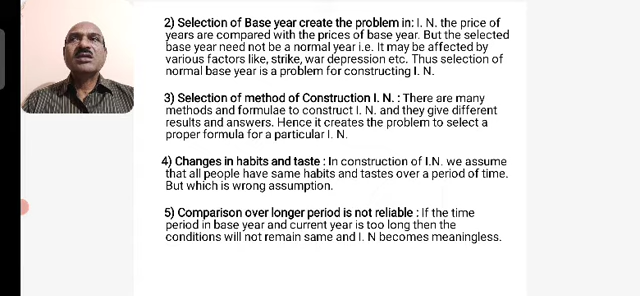 2) Selection of Base year create the problem in: I. N. the price of
years are compared with the prices of base year. But the selected
base year need not be a normal year i.e. It may be affected by
various factors like, strike, war depression etc. Thus selection of
normal base year is a problem for constructing I. N.
3) Selection of method of Construction I. N. : There are many
methods and formulae to construct I. N. and they give different
results and answers. Hence it creates the problem to select a
proper formula for a particular I. N.
4) Changes in habits and taste : In construction of I.N. we assume
that all people have same habits and tastes over a period of time.
But which is wrong assumption.
5) Comparison over longer period is not reliable : If the time
period in base year and current year is too long then the
conditions will not remain same and I. N becomes meaningless.